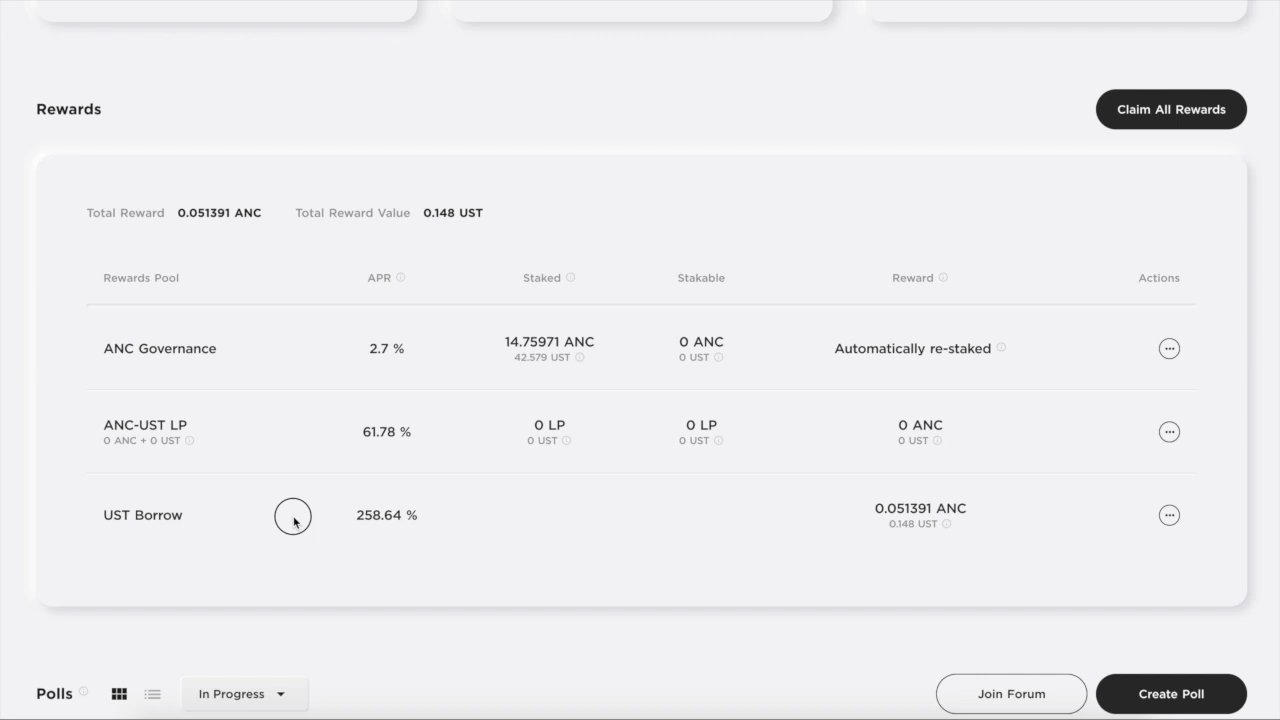 Rewards
Claim All Rewards
Total Reward 0.051391 ANC Total Reward Value 0.148 UST
Rewards Pool APR Staked Stakable Reward Actions
ANC Governance 2.7 % 14.75971 ANC 0 ANC Automatically re-staked
42.579 UST 0 UST
ANC-UST LP 61.78 % 0 LP 0 LP 0 ANC
0 ANC + 0 UST 0 UST 0 UST 0 UST
UST Borrow 258.64 % 0.051391 ANC
0.148 UST
Polls In Progress Join Forum Create Poll